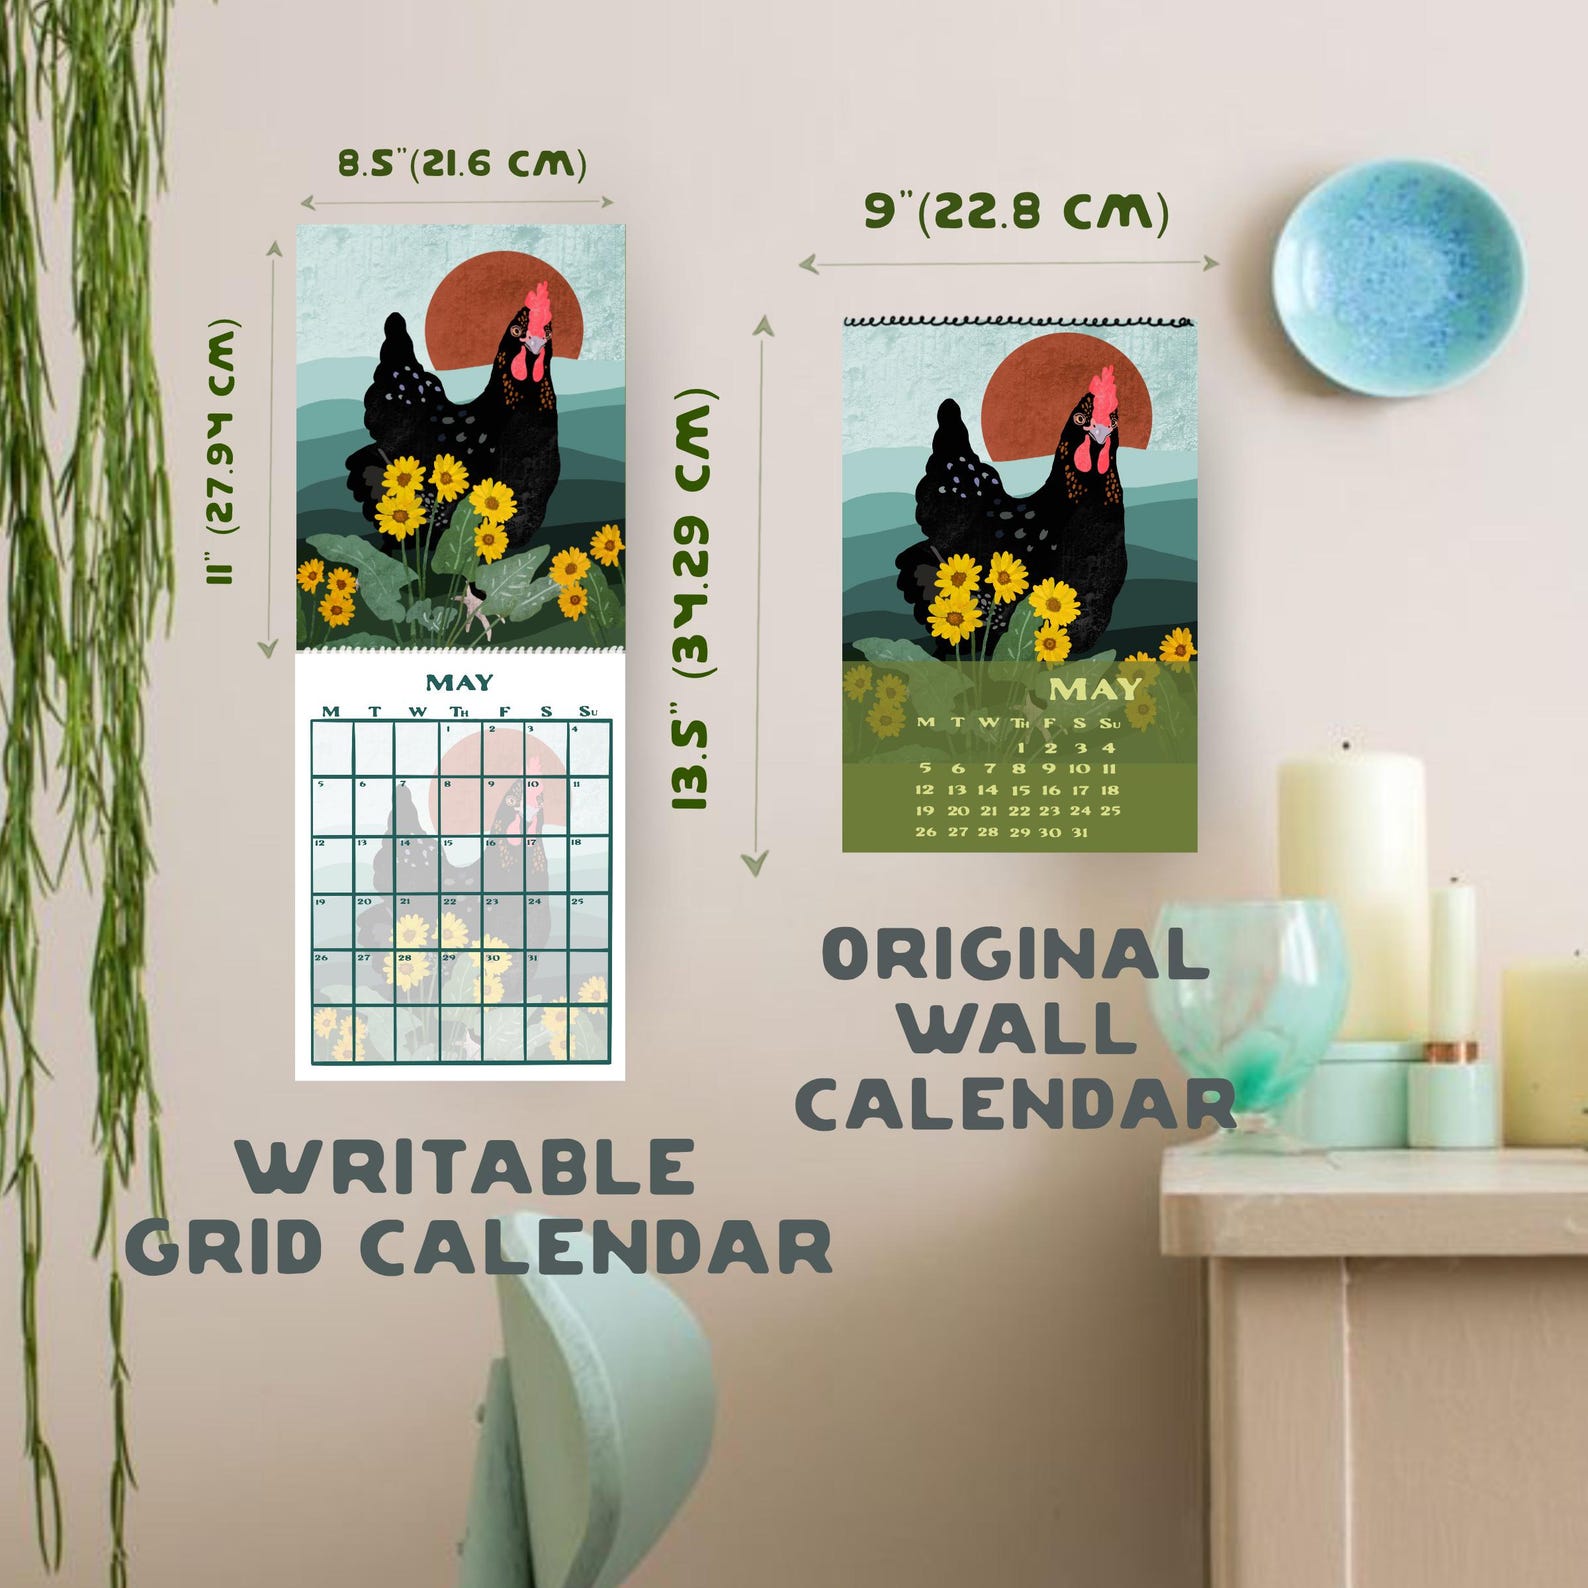 8.5"(21.6 CM)
11" (27.94 CM)
MAY
M T W TH F S SU
1 2 3 4
5 6 7 8 9 10 11
12 13 14 15 16 17 18
19 20 21 22 23 24 25
26 27 28 29 30 31
WRITABLE
GRID CALENDAR
9"(22.8 CM)
13.5" (34.29 CM)
MAY
M T W TH F S SU
1 2 3 4
5 6 7 8 9 10 11
12 13 14 15 16 17 18
19 20 21 22 23 24 25
26 27 28 29 30 31
ORIGINAL
WALL
CALENDAR